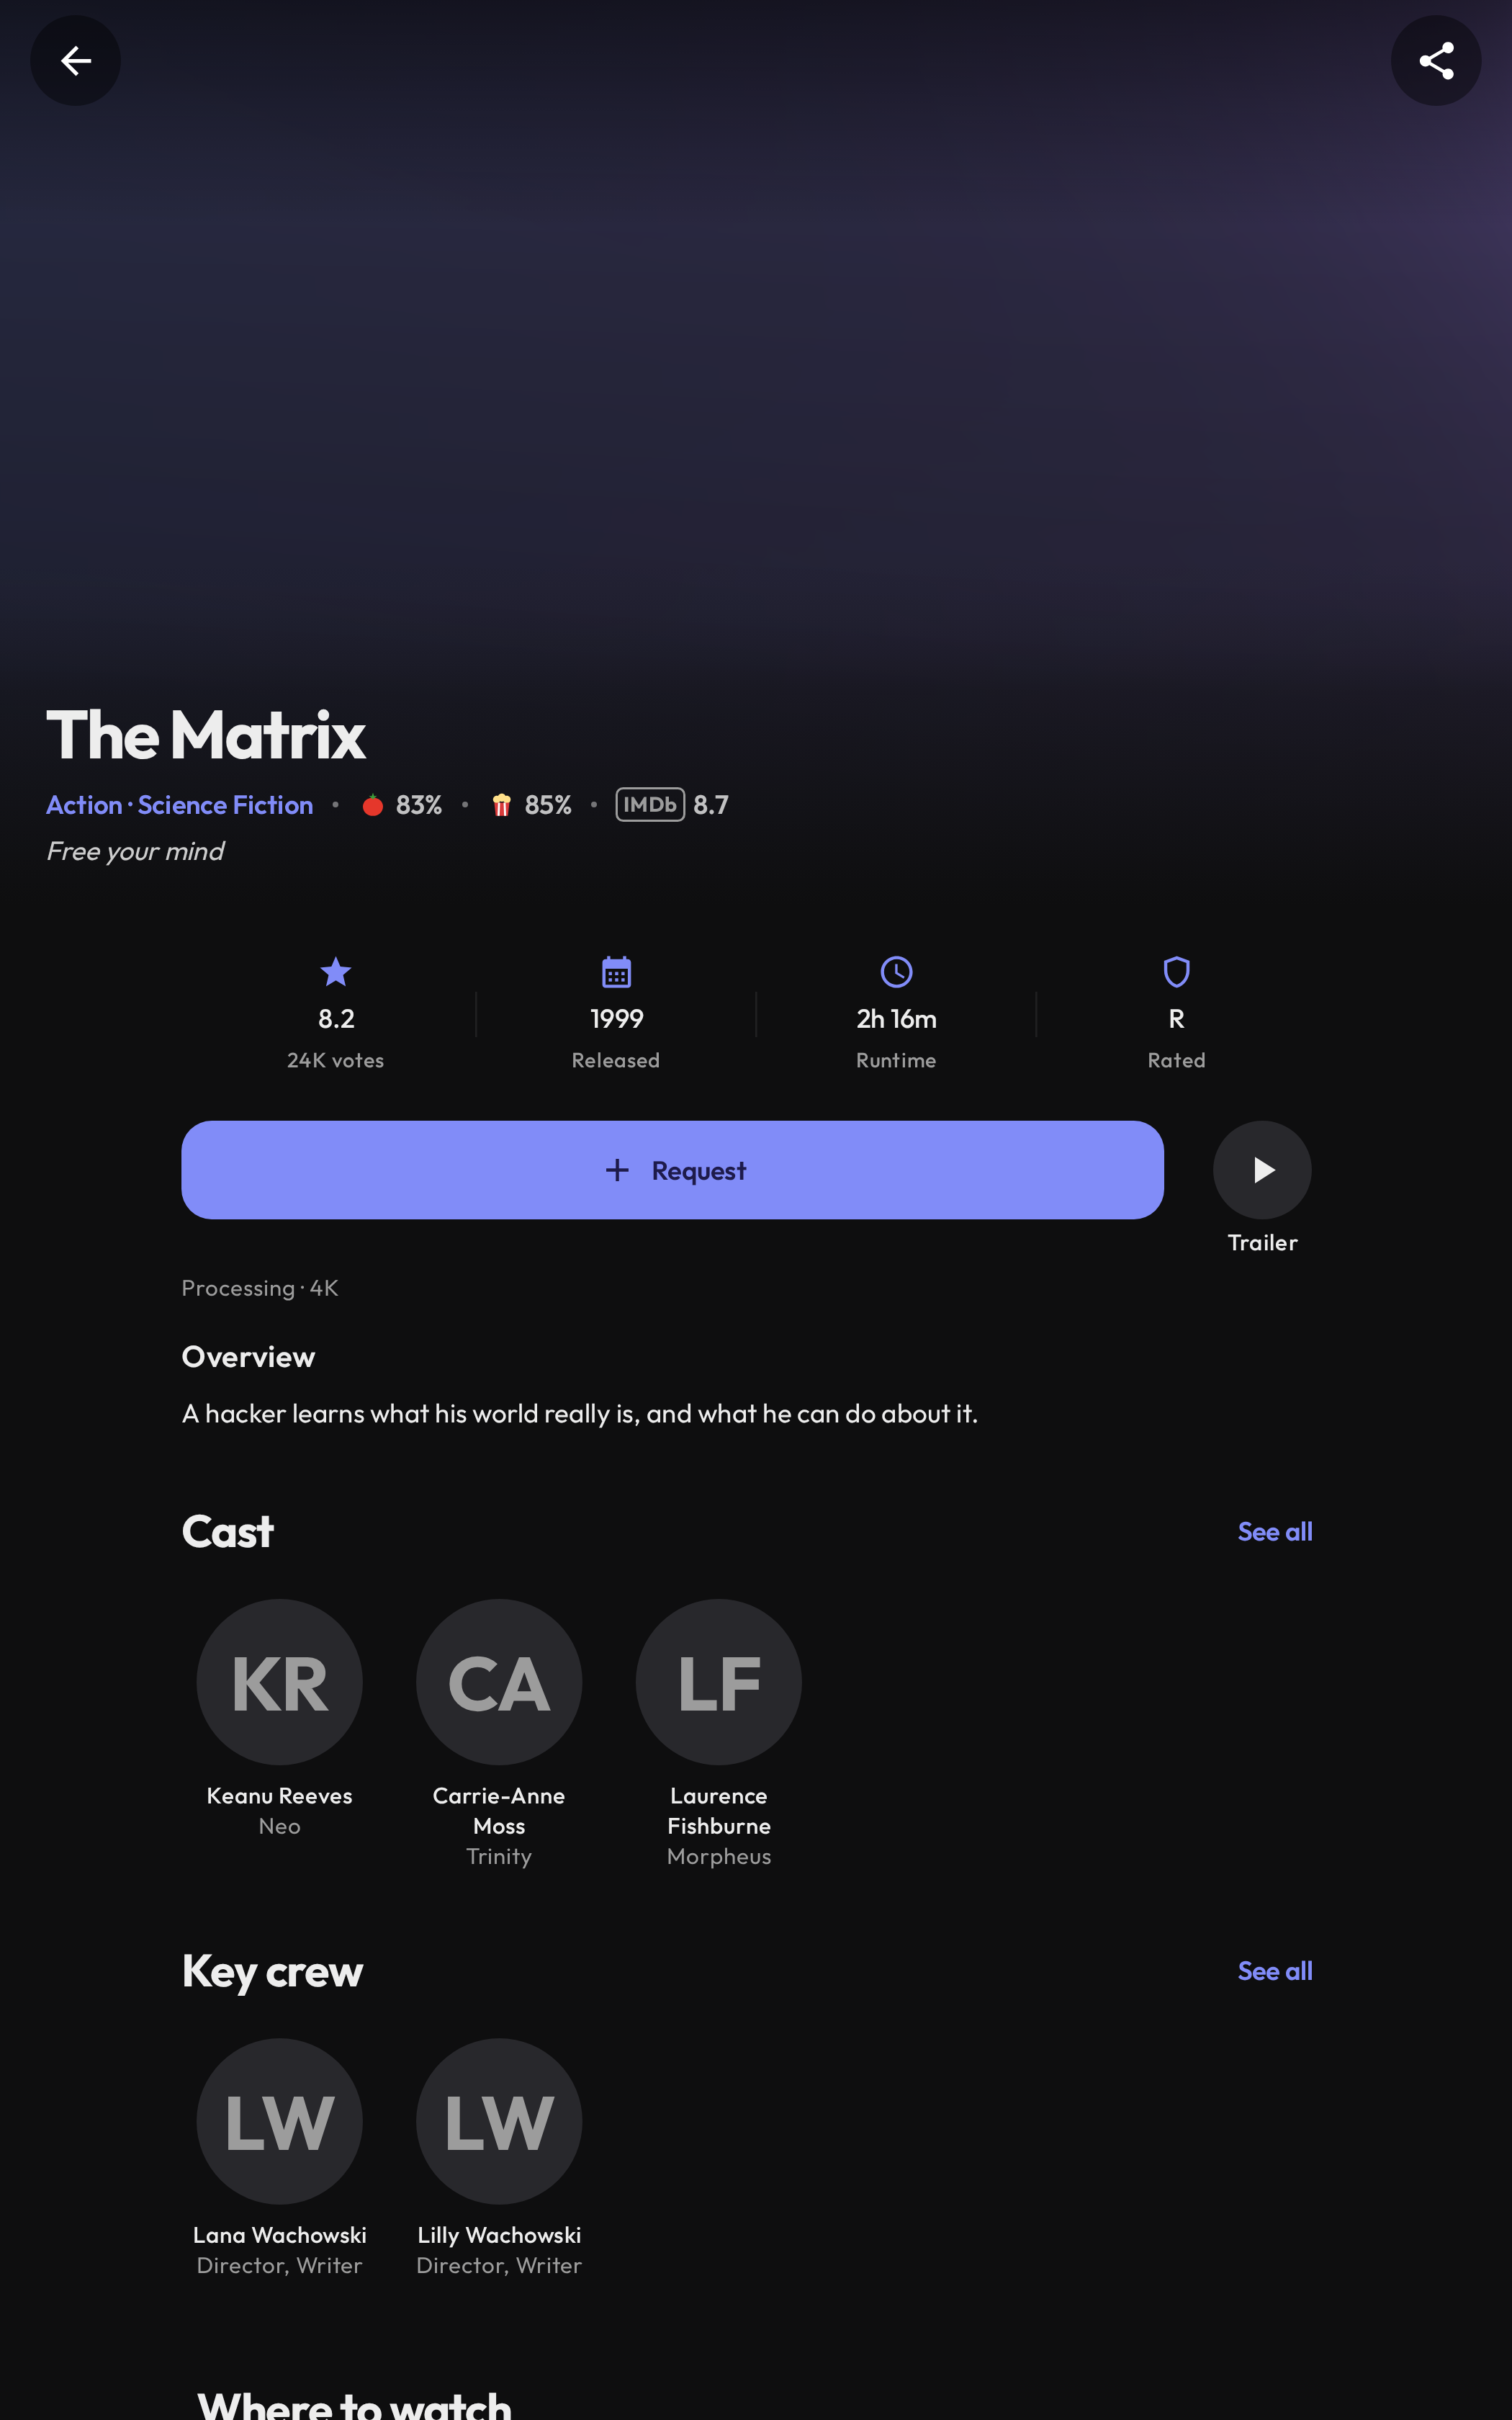 The Matrix
Action · Science Fiction • 83% • 85% • IMDb 8.7
Free your mind
8.2 1999 2h 16m R
24K votes Released Runtime Rated
+ Request
Trailer
Processing · 4K
Overview
A hacker learns what his world really is, and what he can do about it.
Cast See all
KR CA LF
Keanu Reeves Carrie-Anne Laurence
Neo Moss Fishburne
Trinity Morpheus
Key crew See all
LW LW
Lana Wachowski Lilly Wachowski
Director, Writer Director, Writer
Where to watch